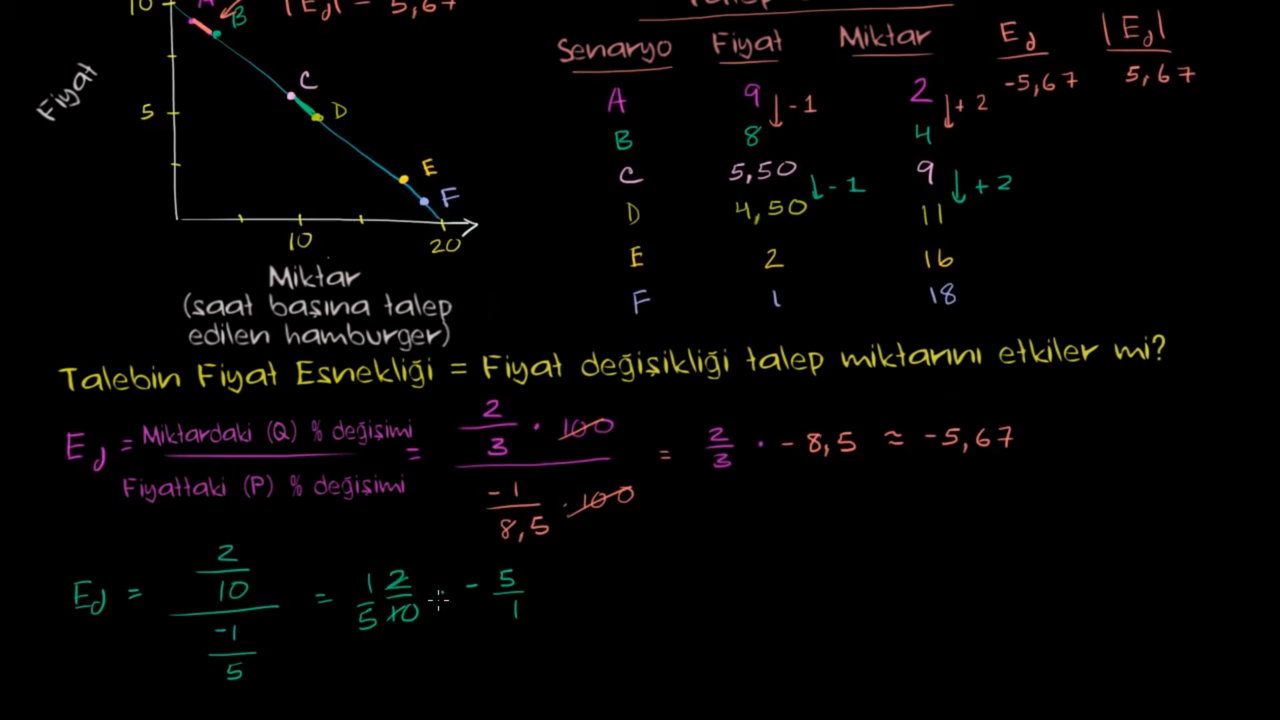 10
A
B
|Ed| = 5,67
C
D
E
F
Fiyat
5
10
20
Miktar
(saat başına talep
edilen hamburger)
Talep
Senaryo Fiyat Miktar Ed |Ed|
A 9 ↓-1 2 ↓+2 -5,67 5,67
B 8 4
C 5,50 ↓-1 9 ↓+2
D 4,50 11
E 2 16
F 1 18
Talebin Fiyat Esnekliği = Fiyat değişikliği talep miktarını etkiler mi?
Ed = Miktardaki (Q) % değişimi / Fiyattaki (P) % değişimi = 2/3 · 100 / -1/8,5 · 100 = 2/3 · -8,5 ≈ -5,67
Ed = 2/10 / -1/5 = 1/5 2/10 · -5/1